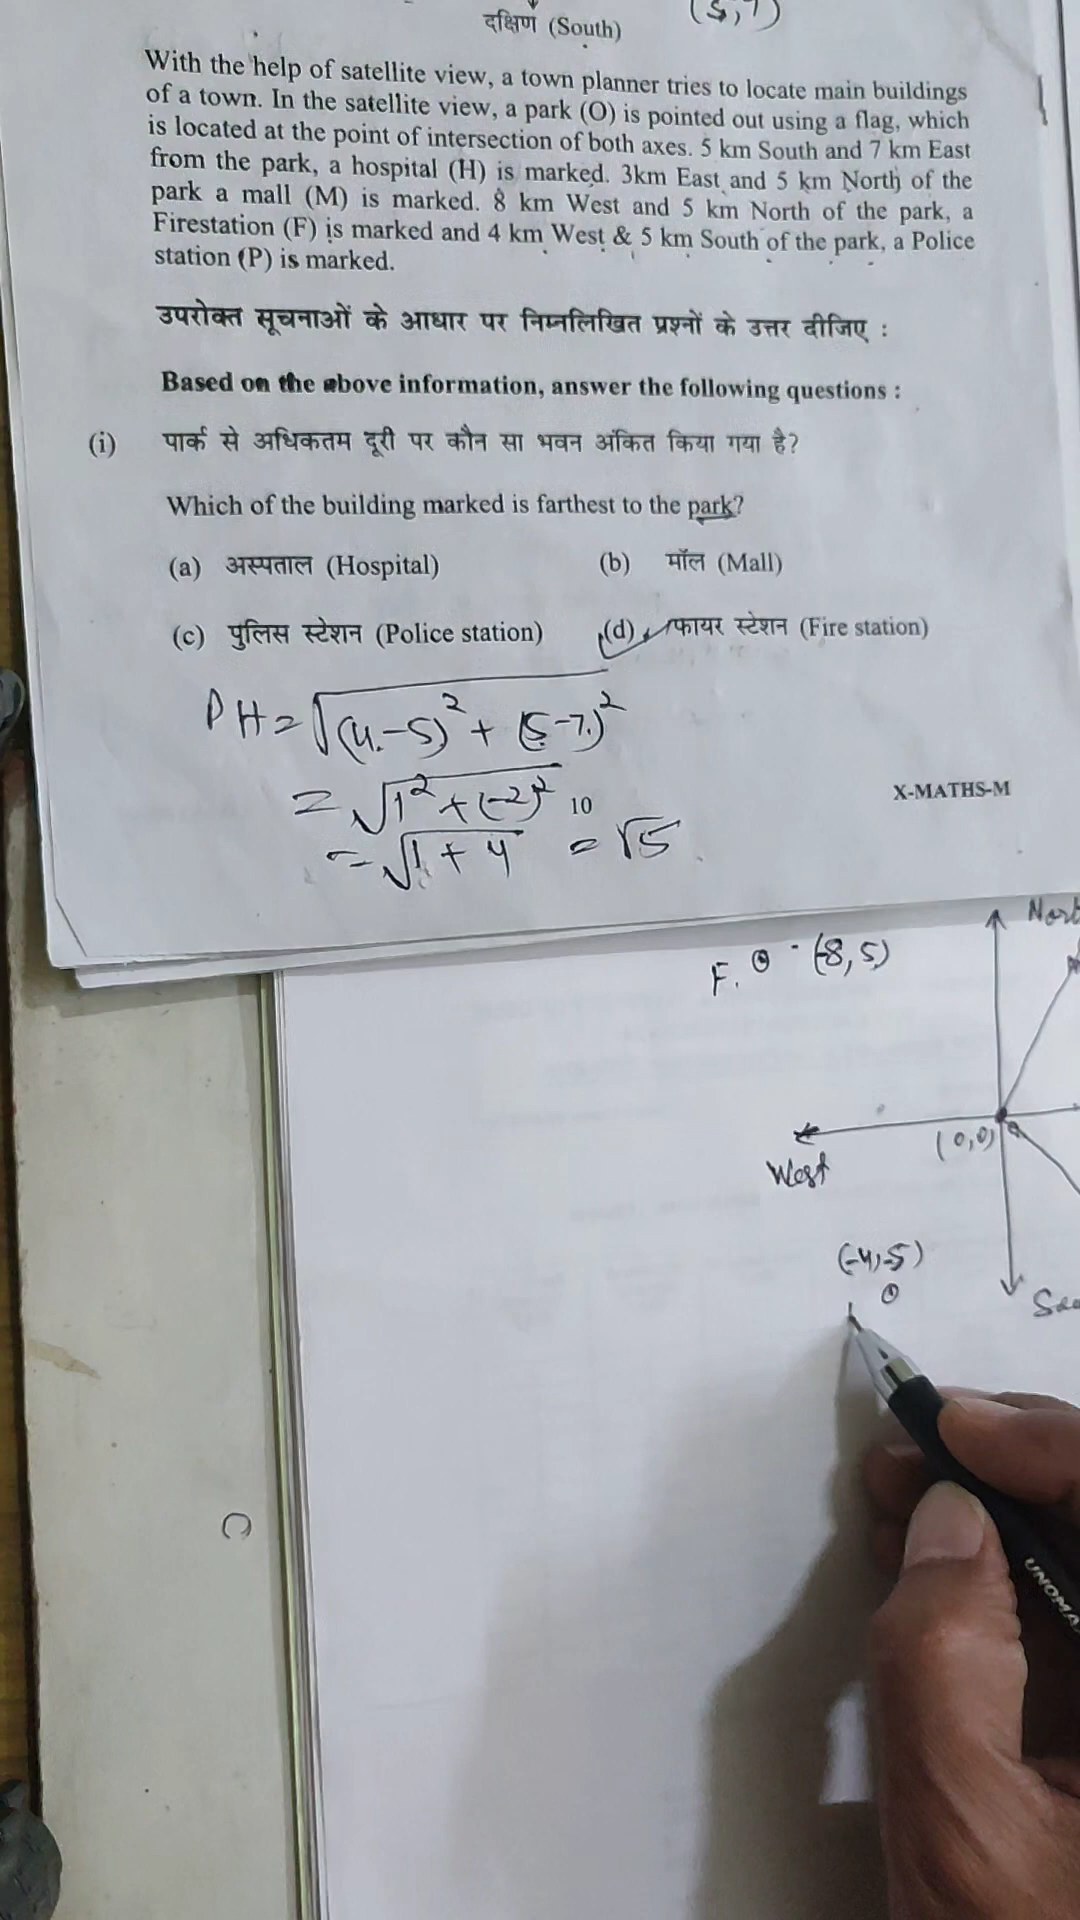 दक्षिण (South)
(5,7)
With the help of satellite view, a town planner tries to locate main buildings
of a town. In the satellite view, a park (O) is pointed out using a flag, which
is located at the point of intersection of both axes. 5 km South and 7 km East
from the park, a hospital (H) is marked. 3km East and 5 km North of the
park a mall (M) is marked. 8 km West and 5 km North of the park, a
Firestation (F) is marked and 4 km West & 5 km South of the park, a Police
station (P) is marked.
उपरोक्त सूचनाओं के आधार पर निम्नलिखित प्रश्नों के उत्तर दीजिए :
Based on the above information, answer the following questions :
(i) पार्क से अधिकतम दूरी पर कौन सा भवन अंकित किया गया है?
Which of the building marked is farthest to the park?
(a) अस्पताल (Hospital) (b) मॉल (Mall)
(c) पुलिस स्टेशन (Police station) (d) फायर स्टेशन (Fire station)
PH = √(4-5)² + (5-7)²
= √1² + (-2)²
= √1 + 4 = √5
10
X-MATHS-M
F. (-8,5)
(0,0)
West
(-4,-5)
UNOMA